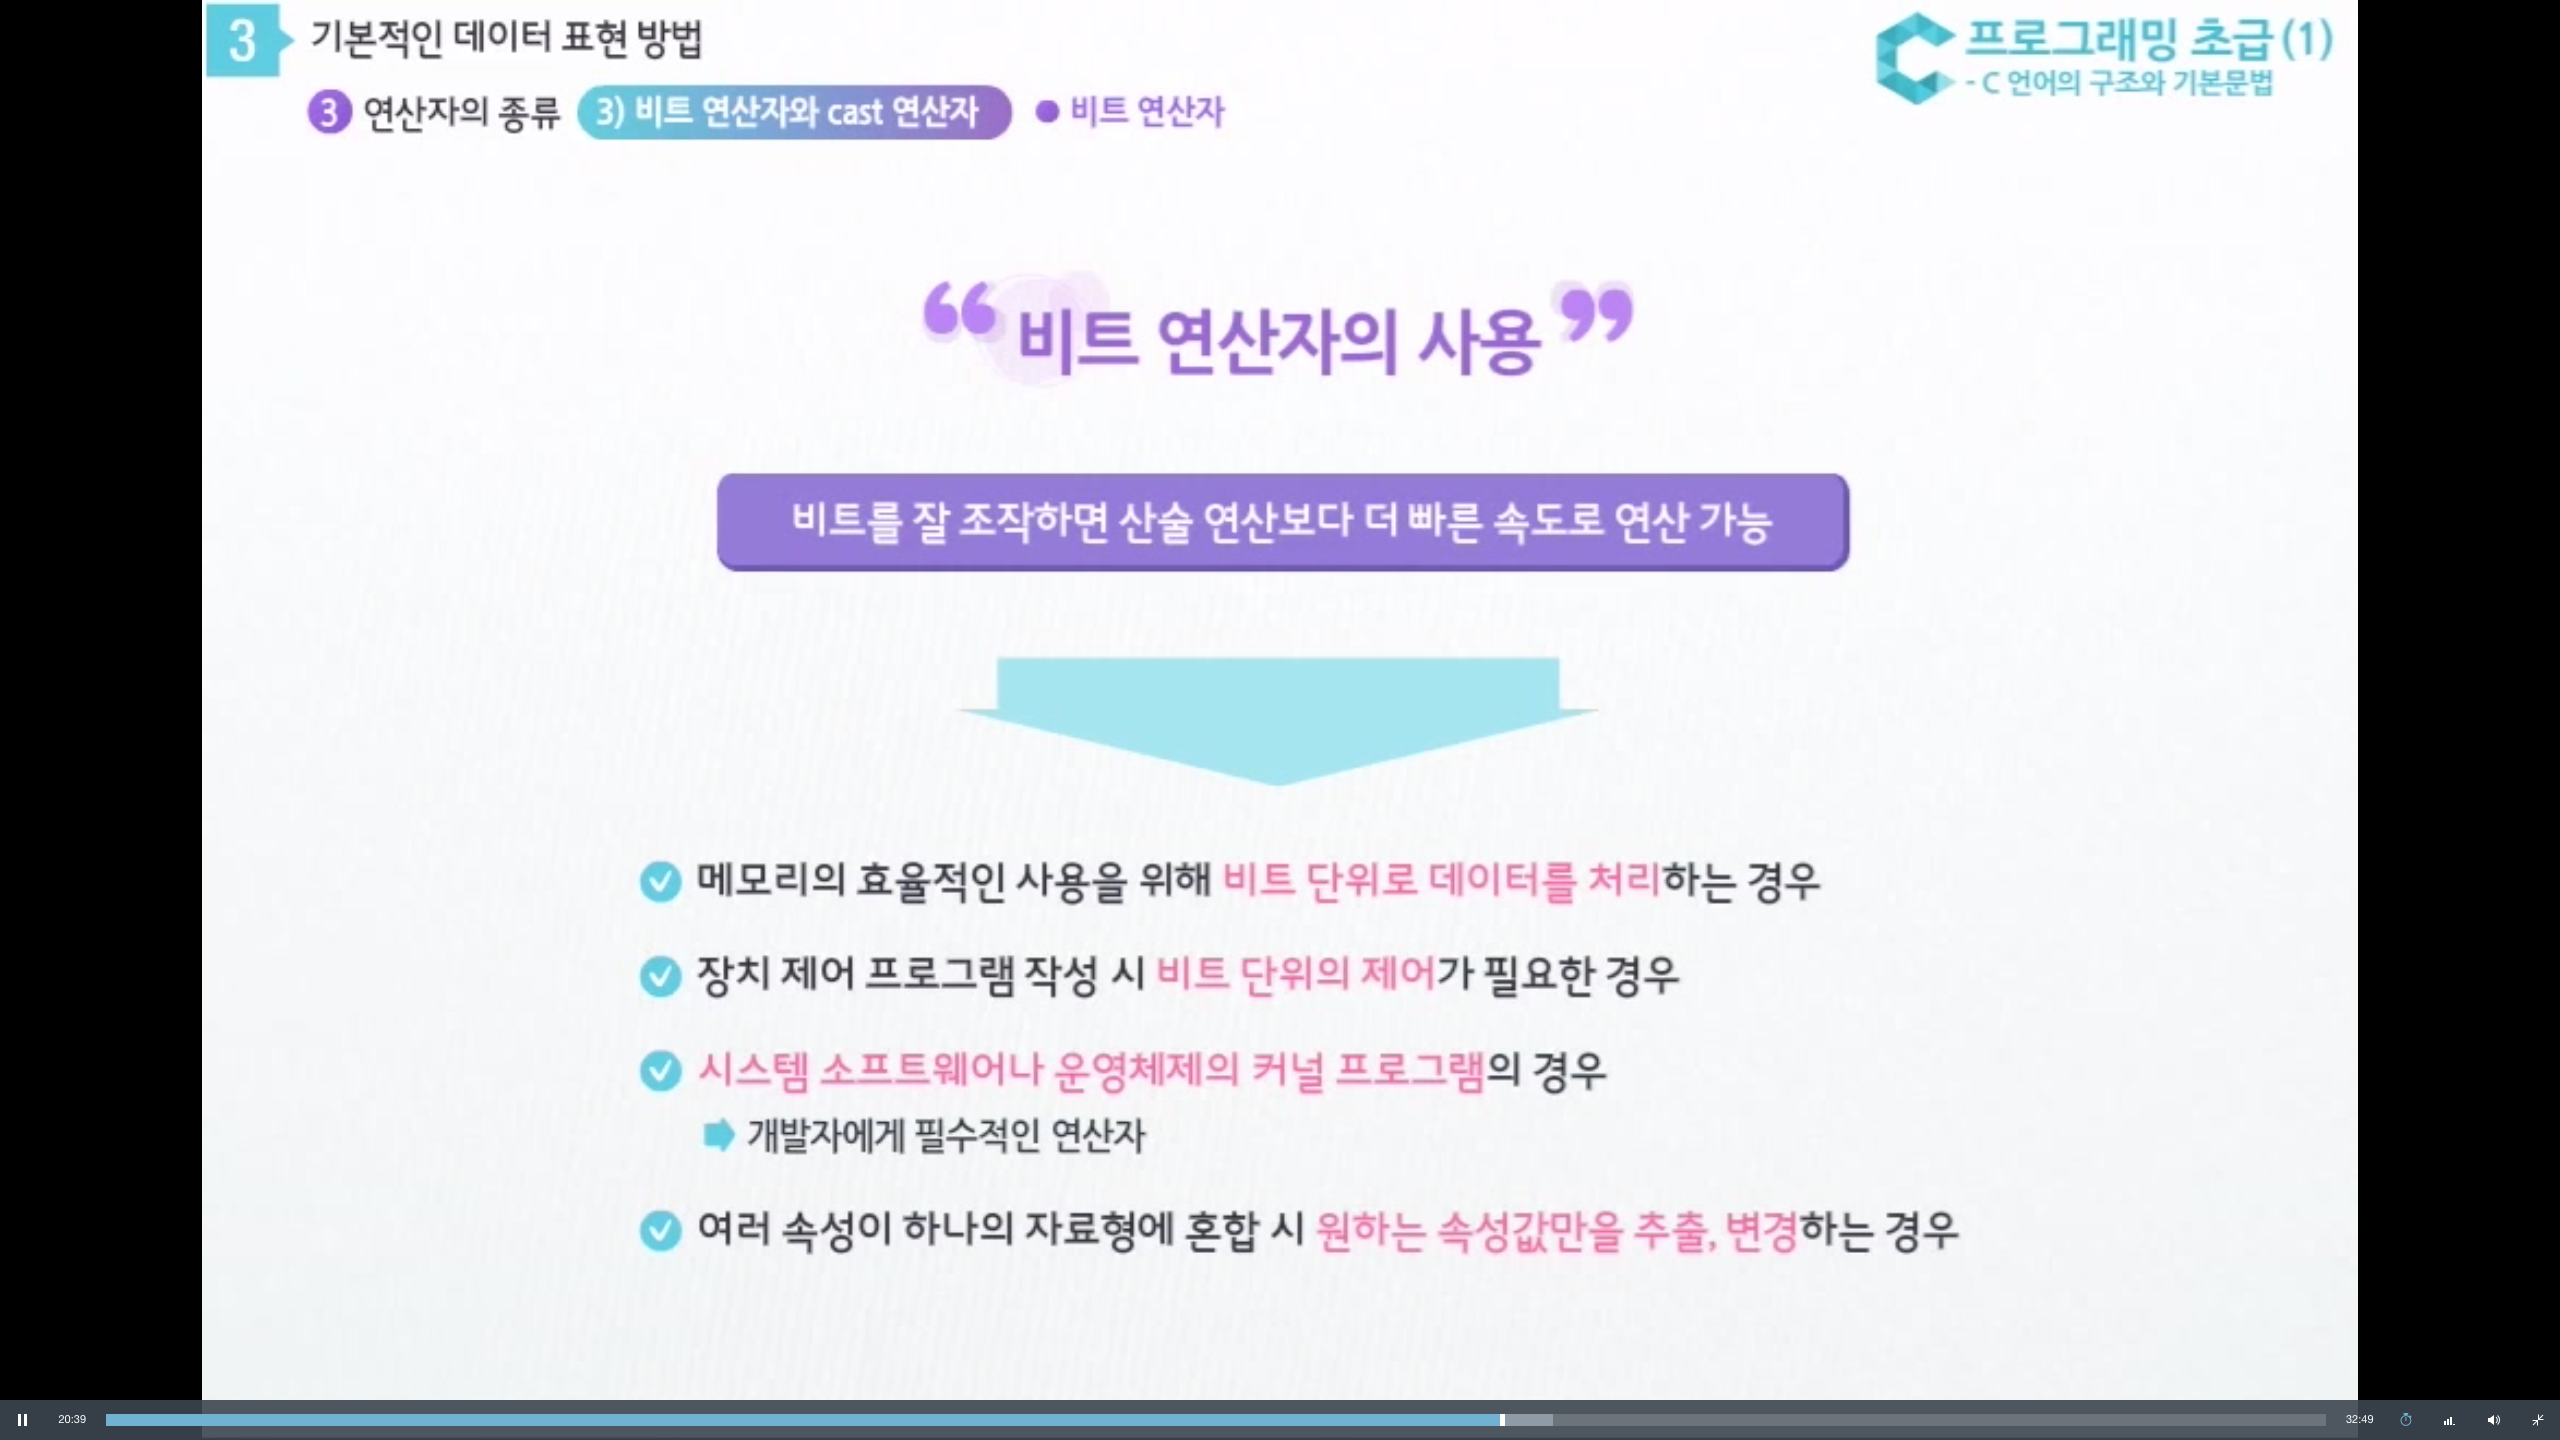 3 기본적인 데이터 표현 방법
프로그래밍 초급(1)
- C 언어의 구조와 기본문법
3 연산자의 종류 3) 비트 연산자와 cast 연산자 ● 비트 연산자
“ 비트 연산자의 사용 ”
비트를 잘 조작하면 산술 연산보다 더 빠른 속도로 연산 가능
메모리의 효율적인 사용을 위해 비트 단위로 데이터를 처리하는 경우
장치 제어 프로그램 작성 시 비트 단위의 제어가 필요한 경우
시스템 소프트웨어나 운영체제의 커널 프로그램의 경우
개발자에게 필수적인 연산자
여러 속성이 하나의 자료형에 혼합 시 원하는 속성값만을 추출, 변경하는 경우
20:39 32:49